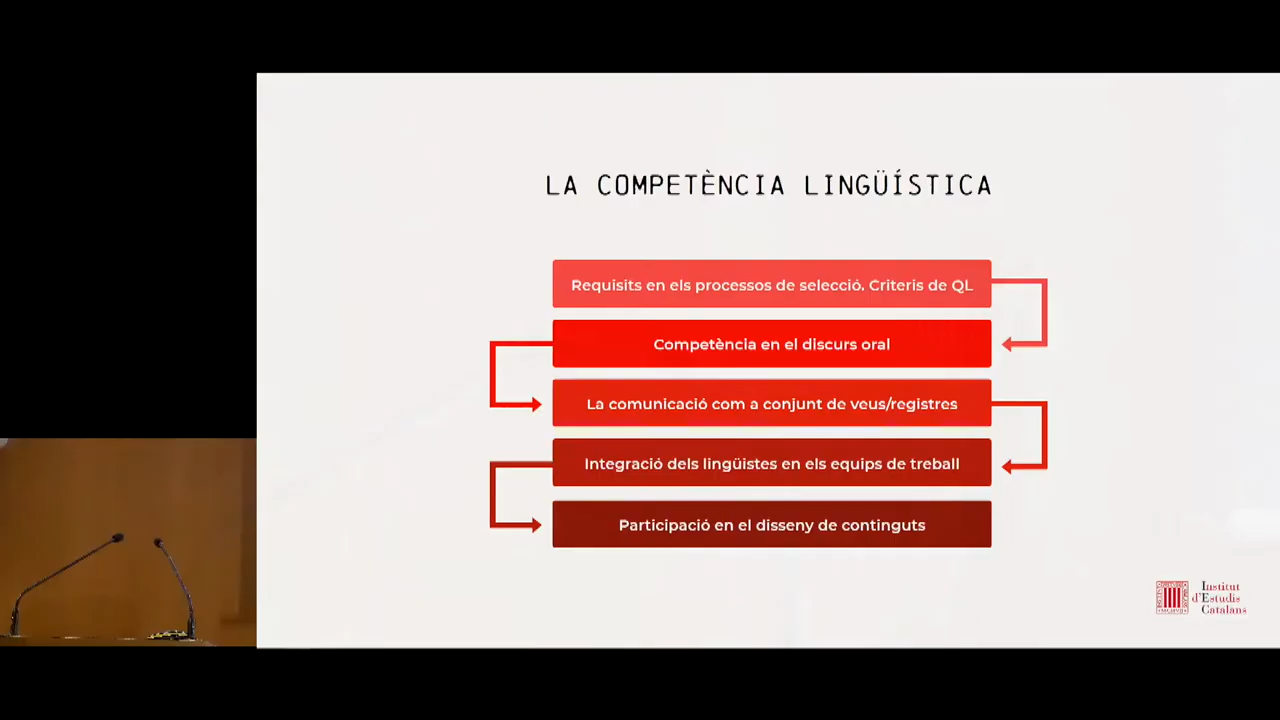 LA COMPETÈNCIA LINGÜÍSTICA
Requisits en els processos de selecció. Criteris de QL
Competència en el discurs oral
La comunicació com a conjunt de veus/registres
Integració dels lingüistes en els equips de treball
Participació en el disseny de continguts
Institut
d'Estudis
Catalans